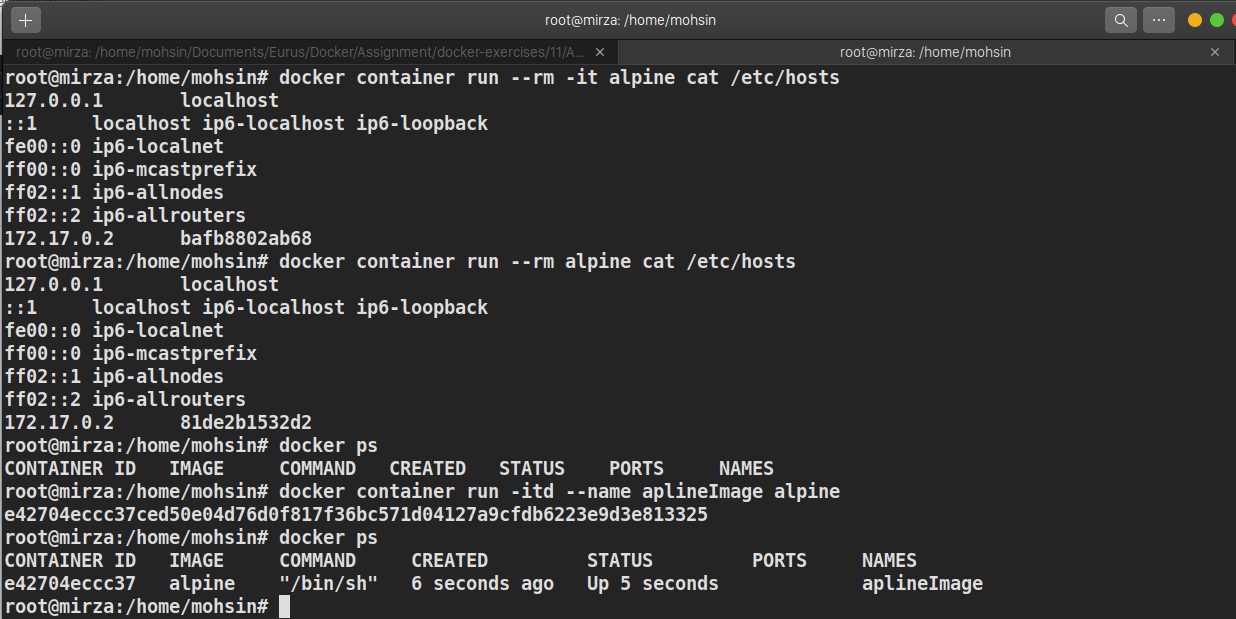 root@mirza: /home/mohsin
root@mirza: /home/mohsin/Documents/Eurus/Docker/Assignment/docker-exercises/11/A...
root@mirza: /home/mohsin
root@mirza:/home/mohsin# docker container run --rm -it alpine cat /etc/hosts
127.0.0.1       localhost
::1     localhost ip6-localhost ip6-loopback
fe00::0 ip6-localnet
ff00::0 ip6-mcastprefix
ff02::1 ip6-allnodes
ff02::2 ip6-allrouters
172.17.0.2      bafb8802ab68
root@mirza:/home/mohsin# docker container run --rm alpine cat /etc/hosts
127.0.0.1       localhost
::1     localhost ip6-localhost ip6-loopback
fe00::0 ip6-localnet
ff00::0 ip6-mcastprefix
ff02::1 ip6-allnodes
ff02::2 ip6-allrouters
172.17.0.2      81de2b1532d2
root@mirza:/home/mohsin# docker ps
CONTAINER ID   IMAGE     COMMAND   CREATED   STATUS    PORTS     NAMES
root@mirza:/home/mohsin# docker container run -itd --name aplineImage alpine
e42704eccc37ced50e04d76d0f817f36bc571d04127a9cfdb6223e9d3e813325
root@mirza:/home/mohsin# docker ps
CONTAINER ID   IMAGE     COMMAND     CREATED         STATUS         PORTS     NAMES
e42704eccc37   alpine    "/bin/sh"   6 seconds ago   Up 5 seconds             aplineImage
root@mirza:/home/mohsin#